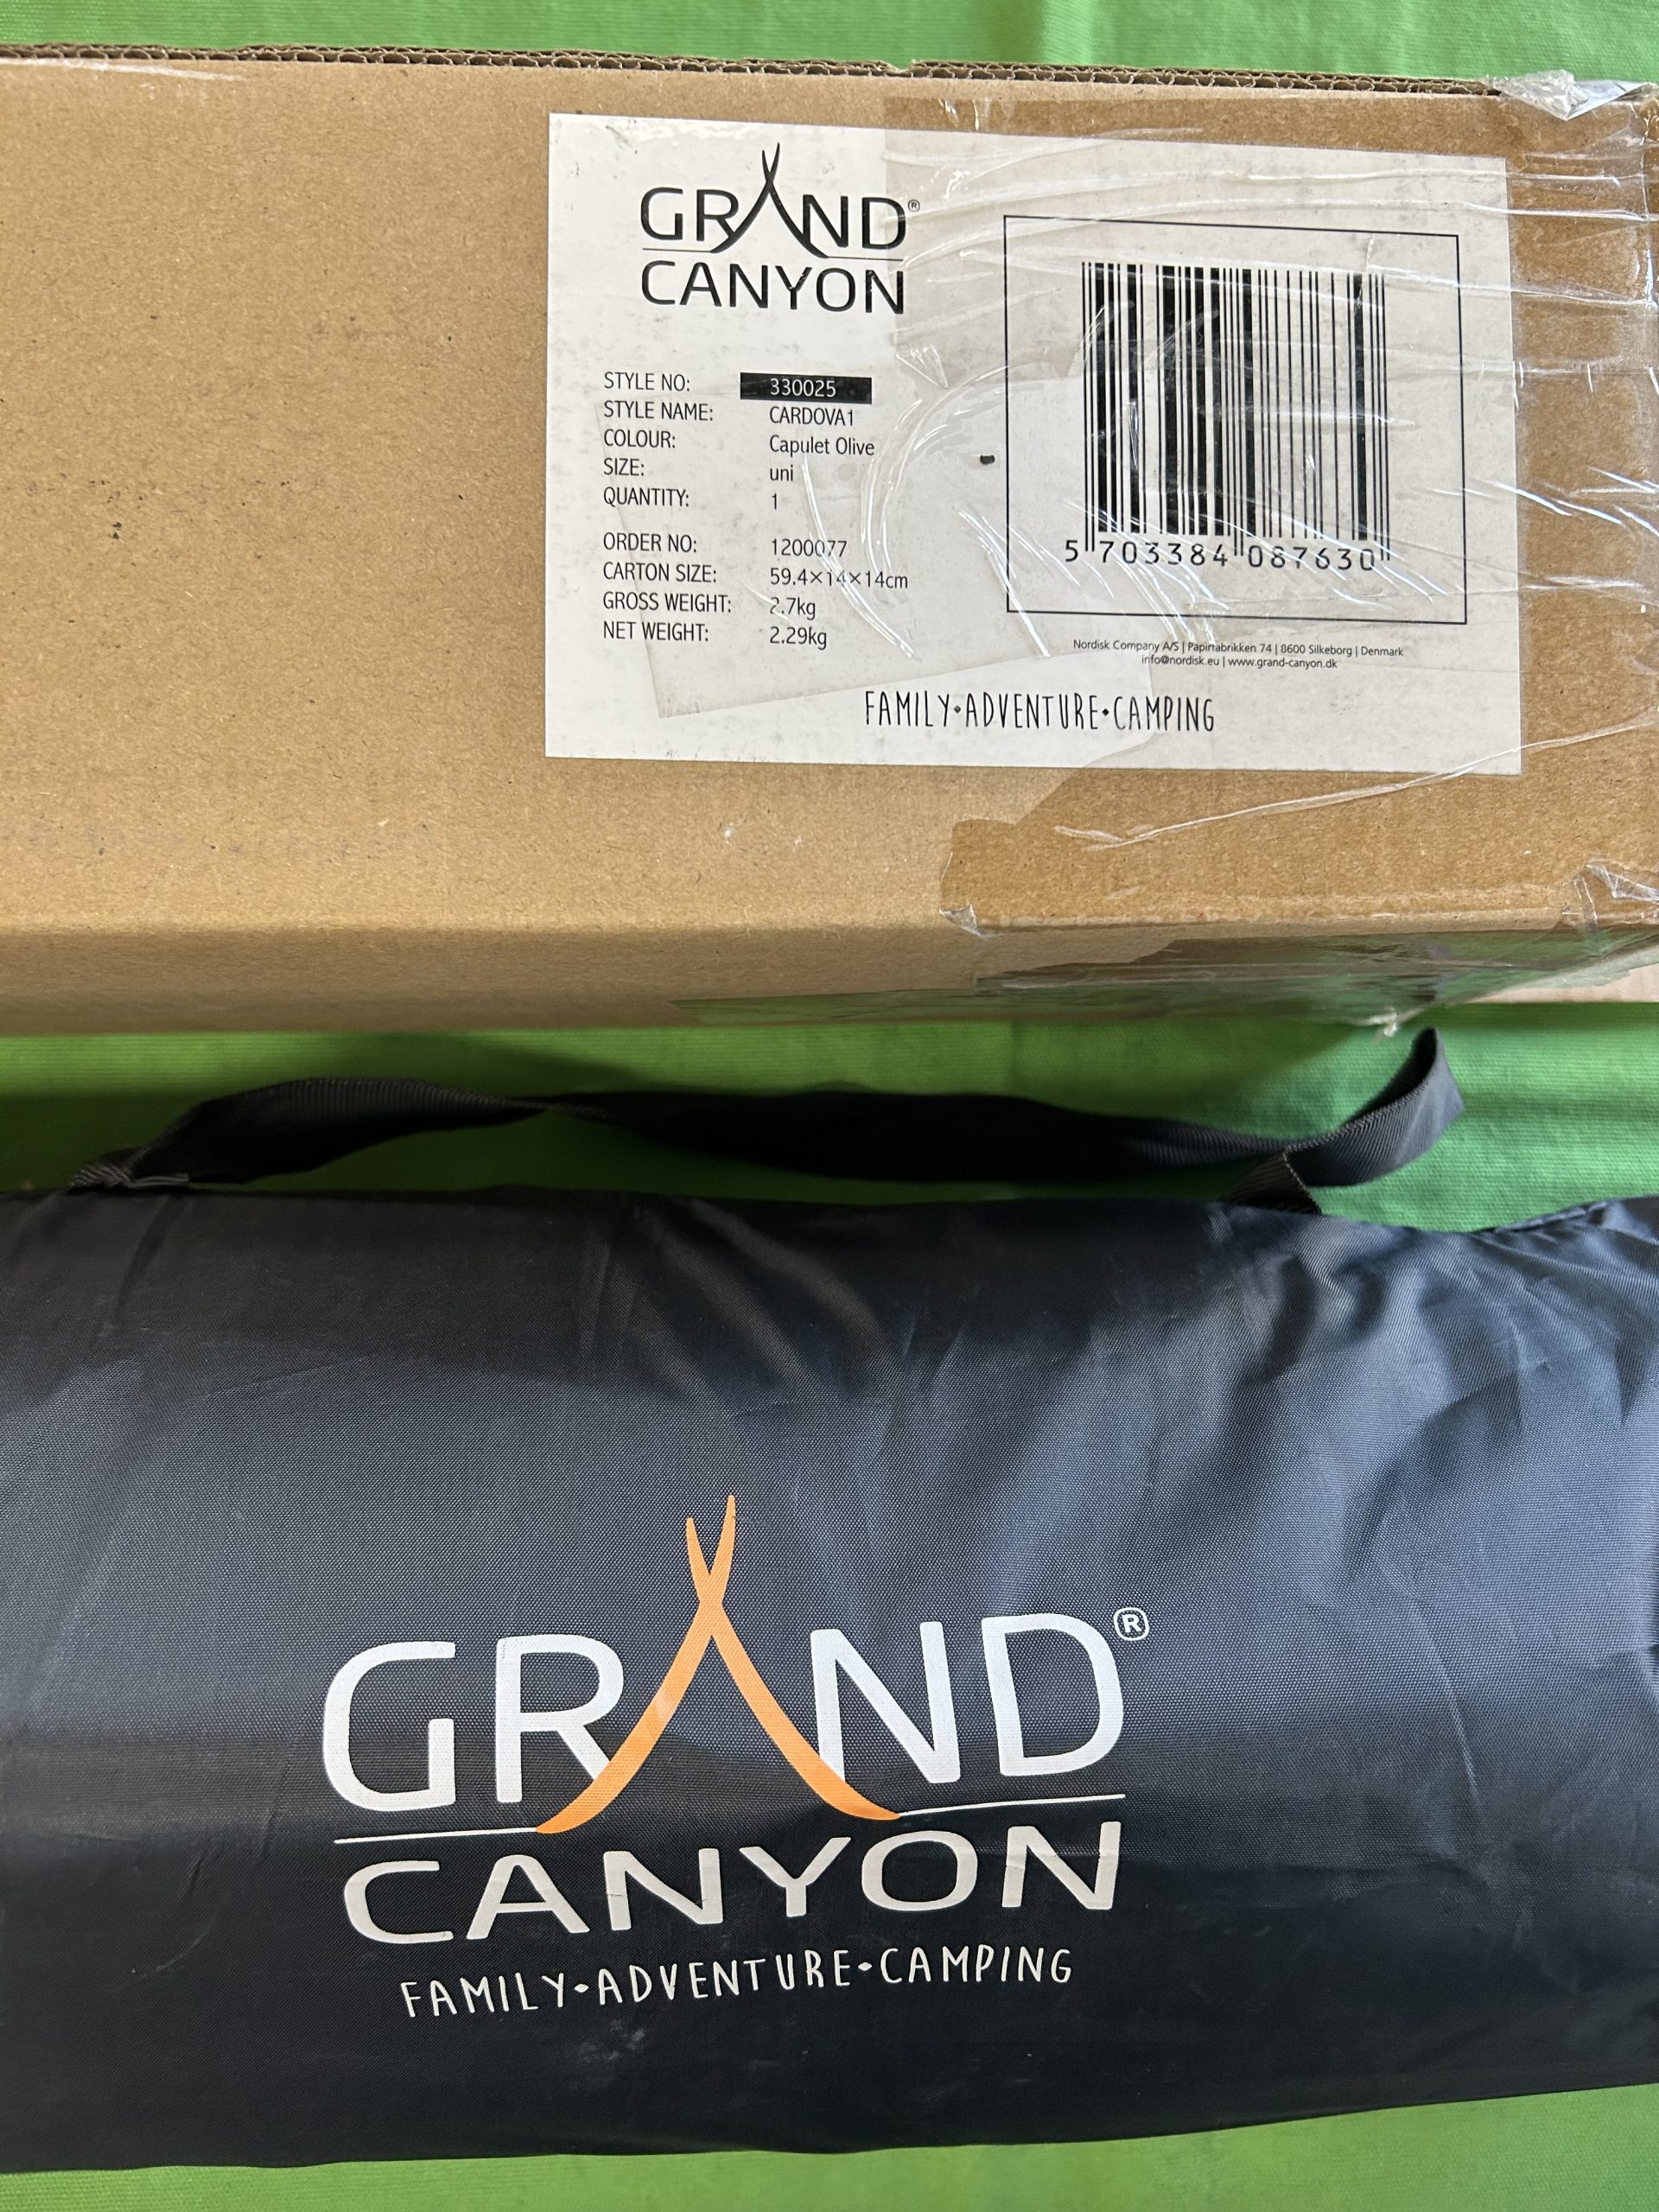 GRAND®
CANYON
STYLE NO: 330025
STYLE NAME: CARDOVA1
COLOUR: Capulet Olive
SIZE: uni
QUANTITY: 1
ORDER NO: 1200077
CARTON SIZE: 59.4×14×14cm
GROSS WEIGHT: 2.7kg
NET WEIGHT: 2.29kg
5 703384 087630
Nordisk Company A/S | Papirfabrikken 74 | 8600 Silkeborg | Denmark
info@nordisk.eu | www.grand-canyon.dk
FAMILY•ADVENTURE•CAMPING
GRAND®
CANYON
FAMILY•ADVENTURE•CAMPING